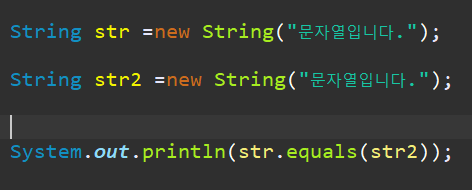 String str =new String("문자열입니다.");
String str2 =new String("문자열입니다.");
System.out.println(str.equals(str2));